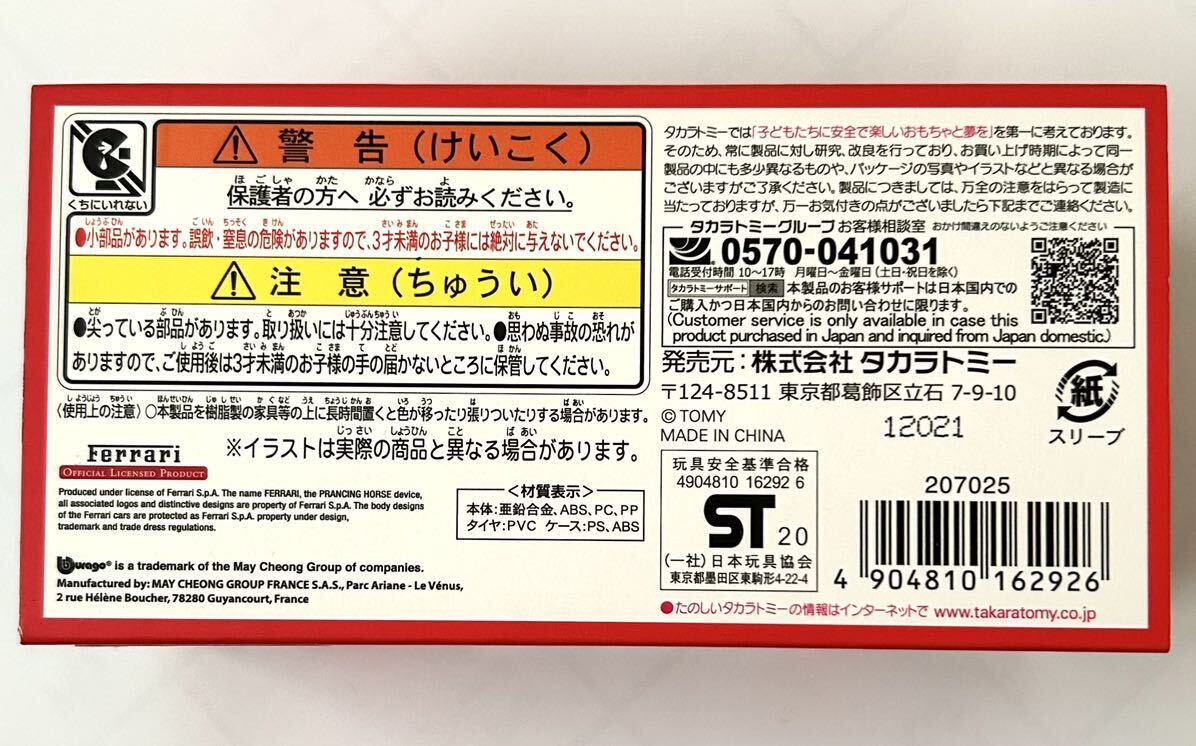 くちにいれない
警告(けいこく)
保護者の方へ 必ずお読みください。
●小部品があります。誤飲・窒息の危険がありますので、3才未満のお子様には絶対に与えないでください。
注意(ちゅうい)
●尖っている部品があります。取り扱いには十分注意してください。●思わぬ事故の恐れが
ありますので、ご使用後は3才未満のお子様の手の届かないところに保管してください。
〈使用上の注意〉○本製品を樹脂製の家具等の上に長時間置くと色が移ったり張りついたりする場合があります。
※イラストは実際の商品と異なる場合があります。
Ferrari
OFFICIAL LICENSED PRODUCT
Produced under license of Ferrari S.p.A. The name FERRARI, the PRANCING HORSE device,
all associated logos and distinctive designs are property of Ferrari S.p.A. The body designs
of the Ferrari cars are protected as Ferrari S.p.A. property under design,
trademark and trade dress regulations.
<材質表示>
本体:亜鉛合金、ABS、PC、PP
タイヤ:PVC ケース:PS、ABS
burago® is a trademark of the May Cheong Group of companies.
Manufactured by: MAY CHEONG GROUP FRANCE S.A.S., Parc Ariane - Le Vénus,
2 rue Hélène Boucher, 78280 Guyancourt, France
タカラトミーでは「子どもたちに安全で楽しいおもちゃと夢を」を第一に考えております。
そのため、常に製品に対し研究、改良を行っており、お買い上げ時期によって同一
製品の中にも多少異なるものや、パッケージの写真やイラストなどと異なる場合が
ございますがご了承ください。製品につきましては、万全の注意をはらって製造に
当たっておりますが、万一お気付きの点がございましたら下記までご連絡ください。
タカラトミーグループ お客様相談室 おかけ間違えのないようご注意ください
0570-041031
電話受付時間 10〜17時 月曜日〜金曜日(土・日・祝日を除く)
タカラトミーサポート 検索 本製品のお客様サポートは日本国内での
ご購入かつ日本国内からのお問い合わせに限ります。
(Customer service is only available in case this
product purchased in Japan and inquired from Japan domestic.)
発売元:株式会社 タカラトミー
〒124-8511 東京都葛飾区立石 7-9-10
© TOMY
MADE IN CHINA
12021
紙
スリーブ
玩具安全基準合格
4904810 16292 6
ST 20
(一社)日本玩具協会
東京都墨田区東駒形4-22-4
207025
4 904810 162926
●たのしいタカラトミーの情報はインターネットで www.takaratomy.co.jp